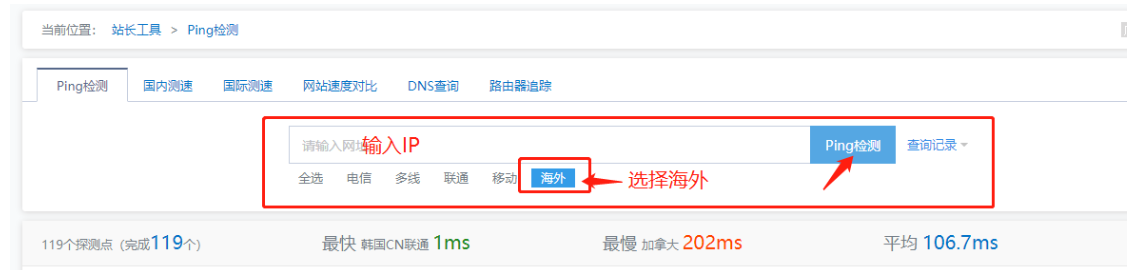 当前位置： 站长工具 > Ping检测
Ping检测 国内测速 国际测速 网站速度对比 DNS查询 路由器追踪
请输入网 输入IP Ping检测 查询记录
全选 电信 多线 联通 移动 海外 选择海外
119个探测点 (完成119个) 最快 韩国CN联通 1ms 最慢 加拿大 202ms 平均 106.7ms